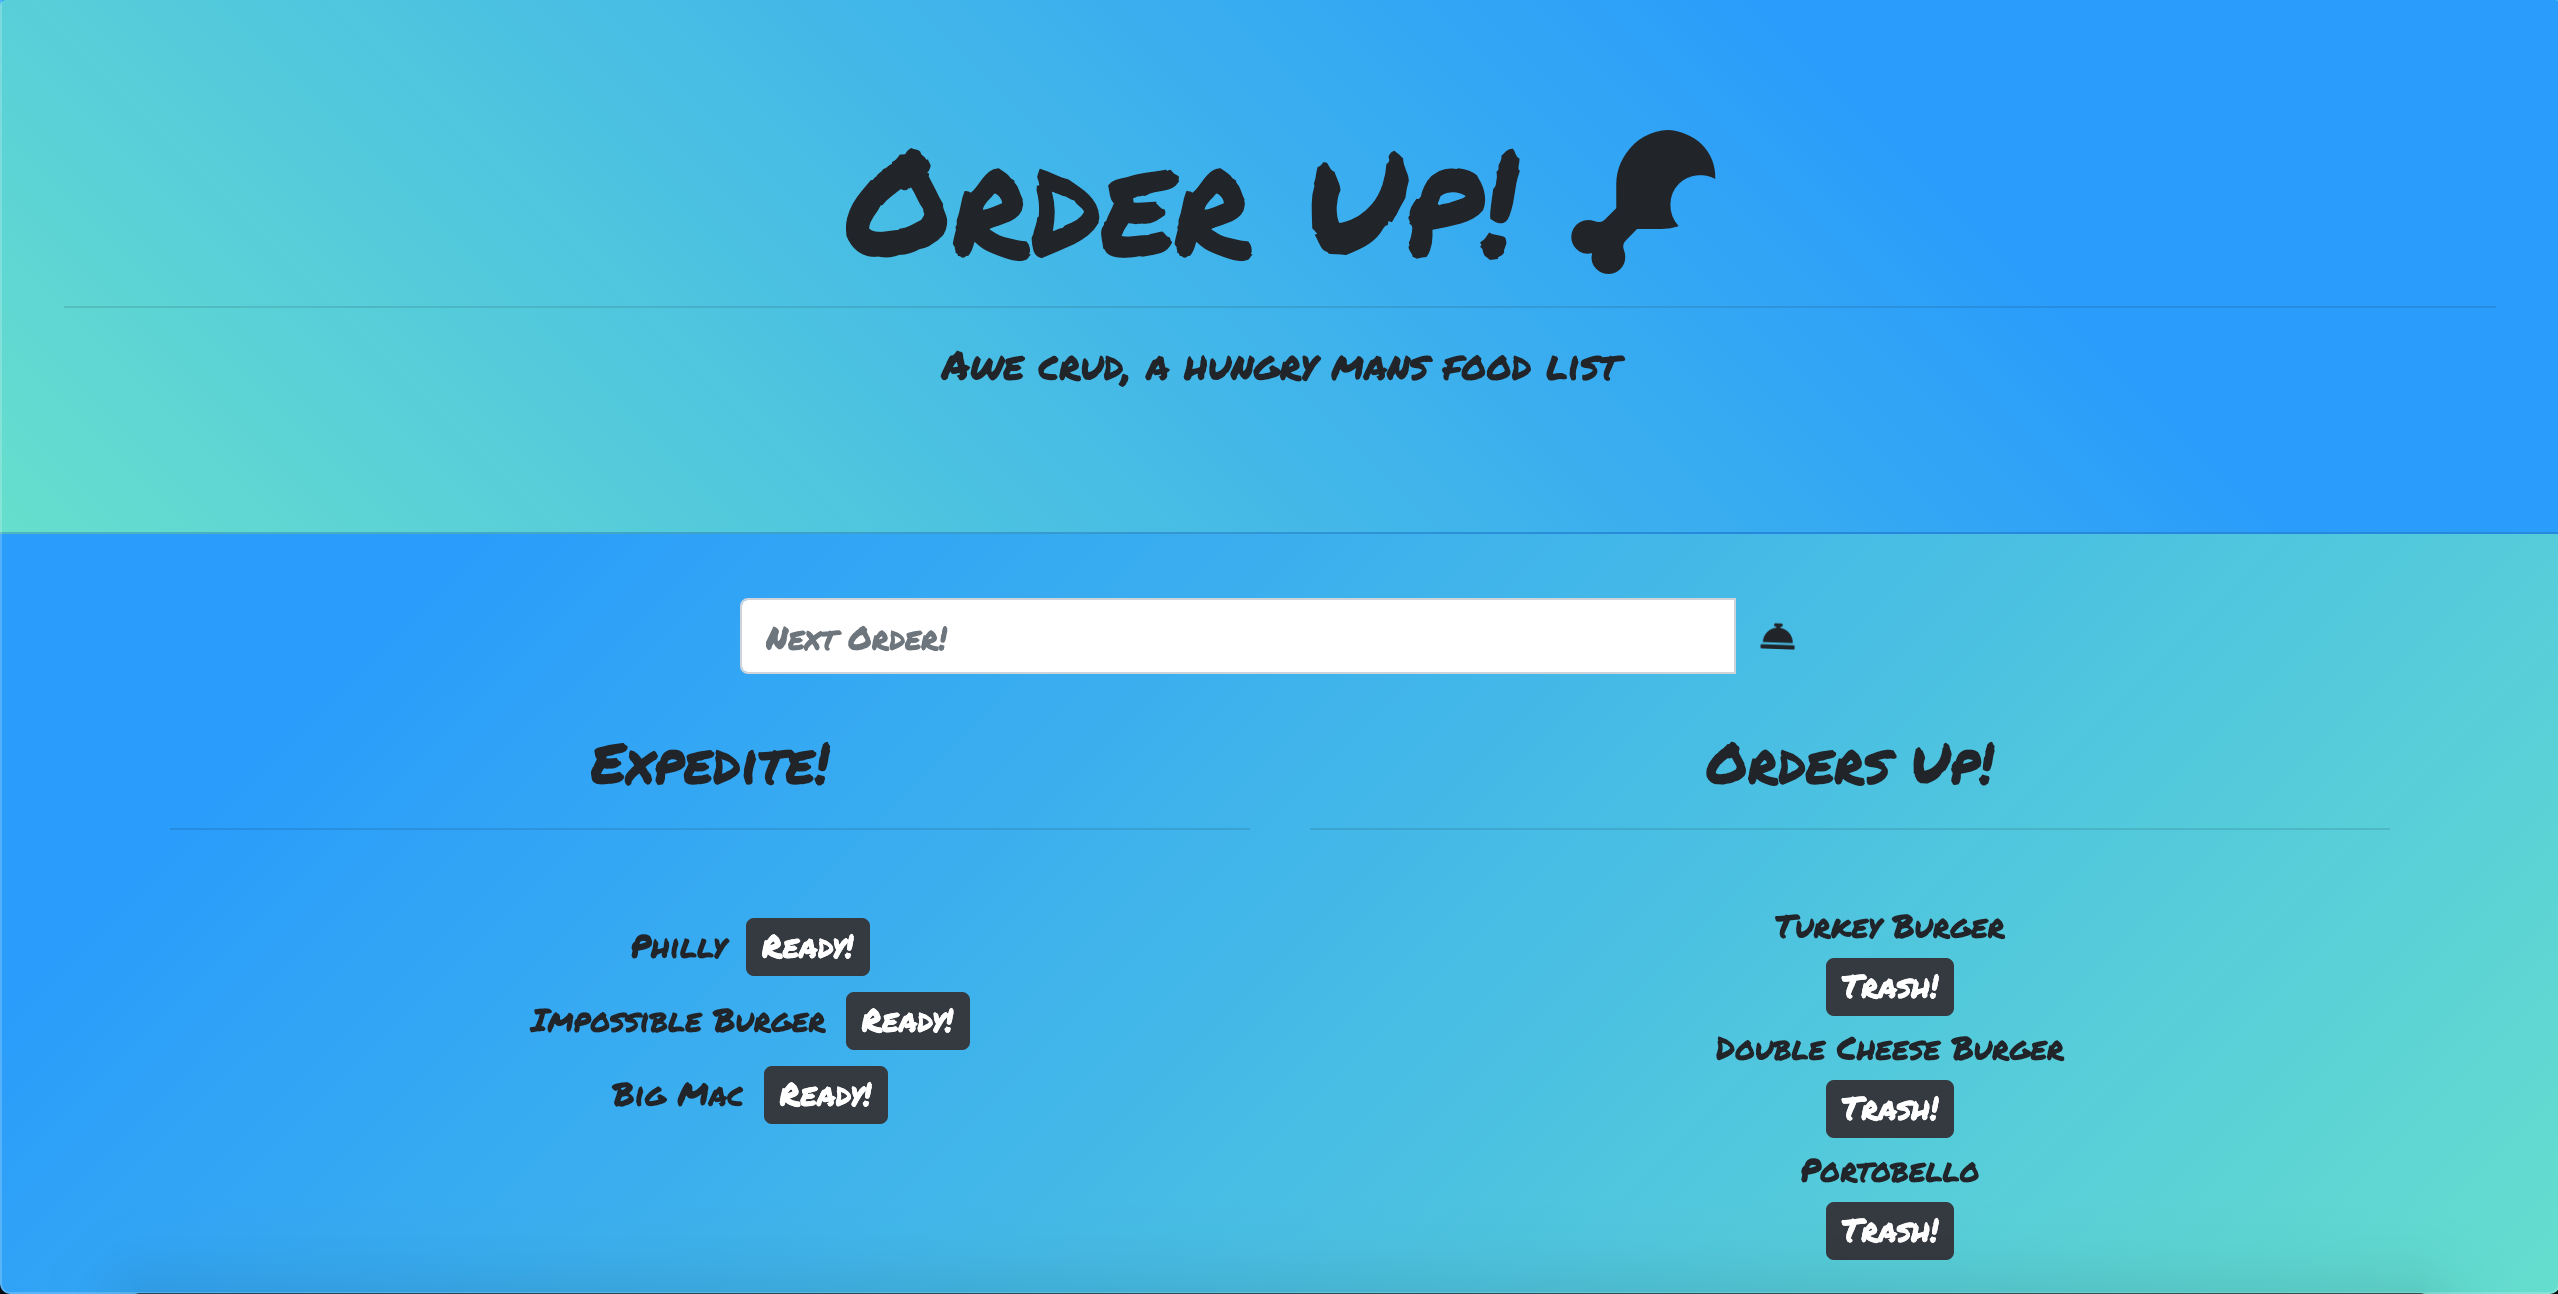 Order Up!
Awe crud, a hungry mans food list
Next Order!
Expedite!
Philly Ready!
Impossible Burger Ready!
Big Mac Ready!
Orders Up!
Turkey Burger
Trash!
Double Cheese Burger
Trash!
Portobello
Trash!